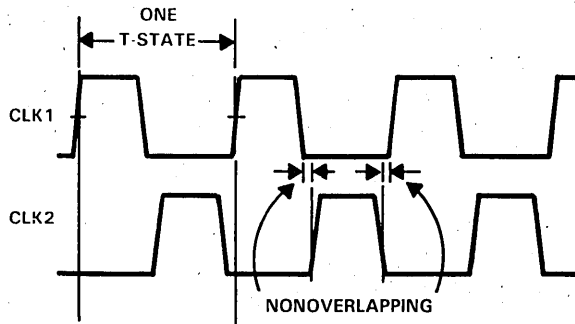 ONE
T-STATE
CLK1
CLK2
NONOVERLAPPING